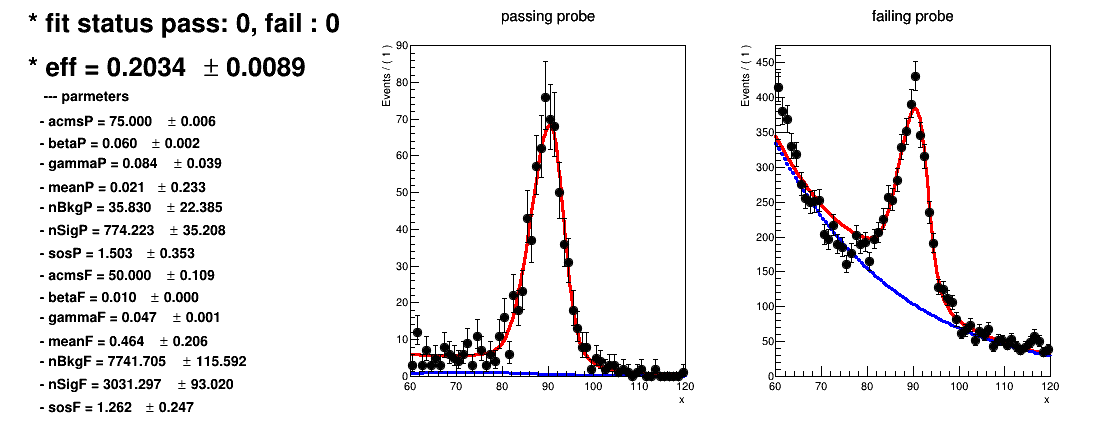 * fit status pass: 0, fail : 0
* eff = 0.2034 ± 0.0089
--- parmeters
- acmsP = 75.000 ± 0.006
- betaP = 0.060 ± 0.002
- gammaP = 0.084 ± 0.039
- meanP = 0.021 ± 0.233
- nBkgP = 35.830 ± 22.385
- nSigP = 774.223 ± 35.208
- sosP = 1.503 ± 0.353
- acmsF = 50.000 ± 0.109
- betaF = 0.010 ± 0.000
- gammaF = 0.047 ± 0.001
- meanF = 0.464 ± 0.206
- nBkgF = 7741.705 ± 115.592
- nSigF = 3031.297 ± 93.020
- sosF = 1.262 ± 0.247
passing probe
Events / ( 1 )
90
80
70
60
50
40
30
20
10
0
60 70 80 90 100 110 120
x
failing probe
Events / ( 1 )
450
400
350
300
250
200
150
100
50
0
60 70 80 90 100 110 120
x